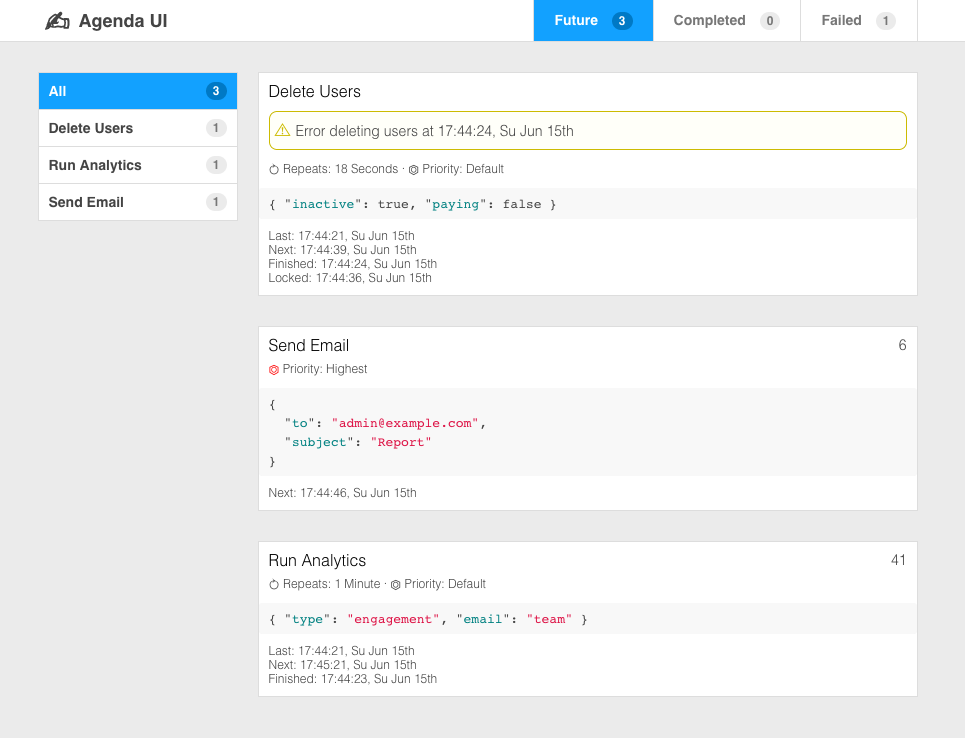 Agenda UI
Future 3
Completed 0
Failed 1
All 3
Delete Users 1
Run Analytics 1
Send Email 1
Delete Users
Error deleting users at 17:44:24, Su Jun 15th
Repeats: 18 Seconds · Priority: Default
{ "inactive": true, "paying": false }
Last: 17:44:21, Su Jun 15th
Next: 17:44:39, Su Jun 15th
Finished: 17:44:24, Su Jun 15th
Locked: 17:44:36, Su Jun 15th
Send Email 6
Priority: Highest
{
  "to": "admin@example.com",
  "subject": "Report"
}
Next: 17:44:46, Su Jun 15th
Run Analytics 41
Repeats: 1 Minute · Priority: Default
{ "type": "engagement", "email": "team" }
Last: 17:44:21, Su Jun 15th
Next: 17:45:21, Su Jun 15th
Finished: 17:44:23, Su Jun 15th